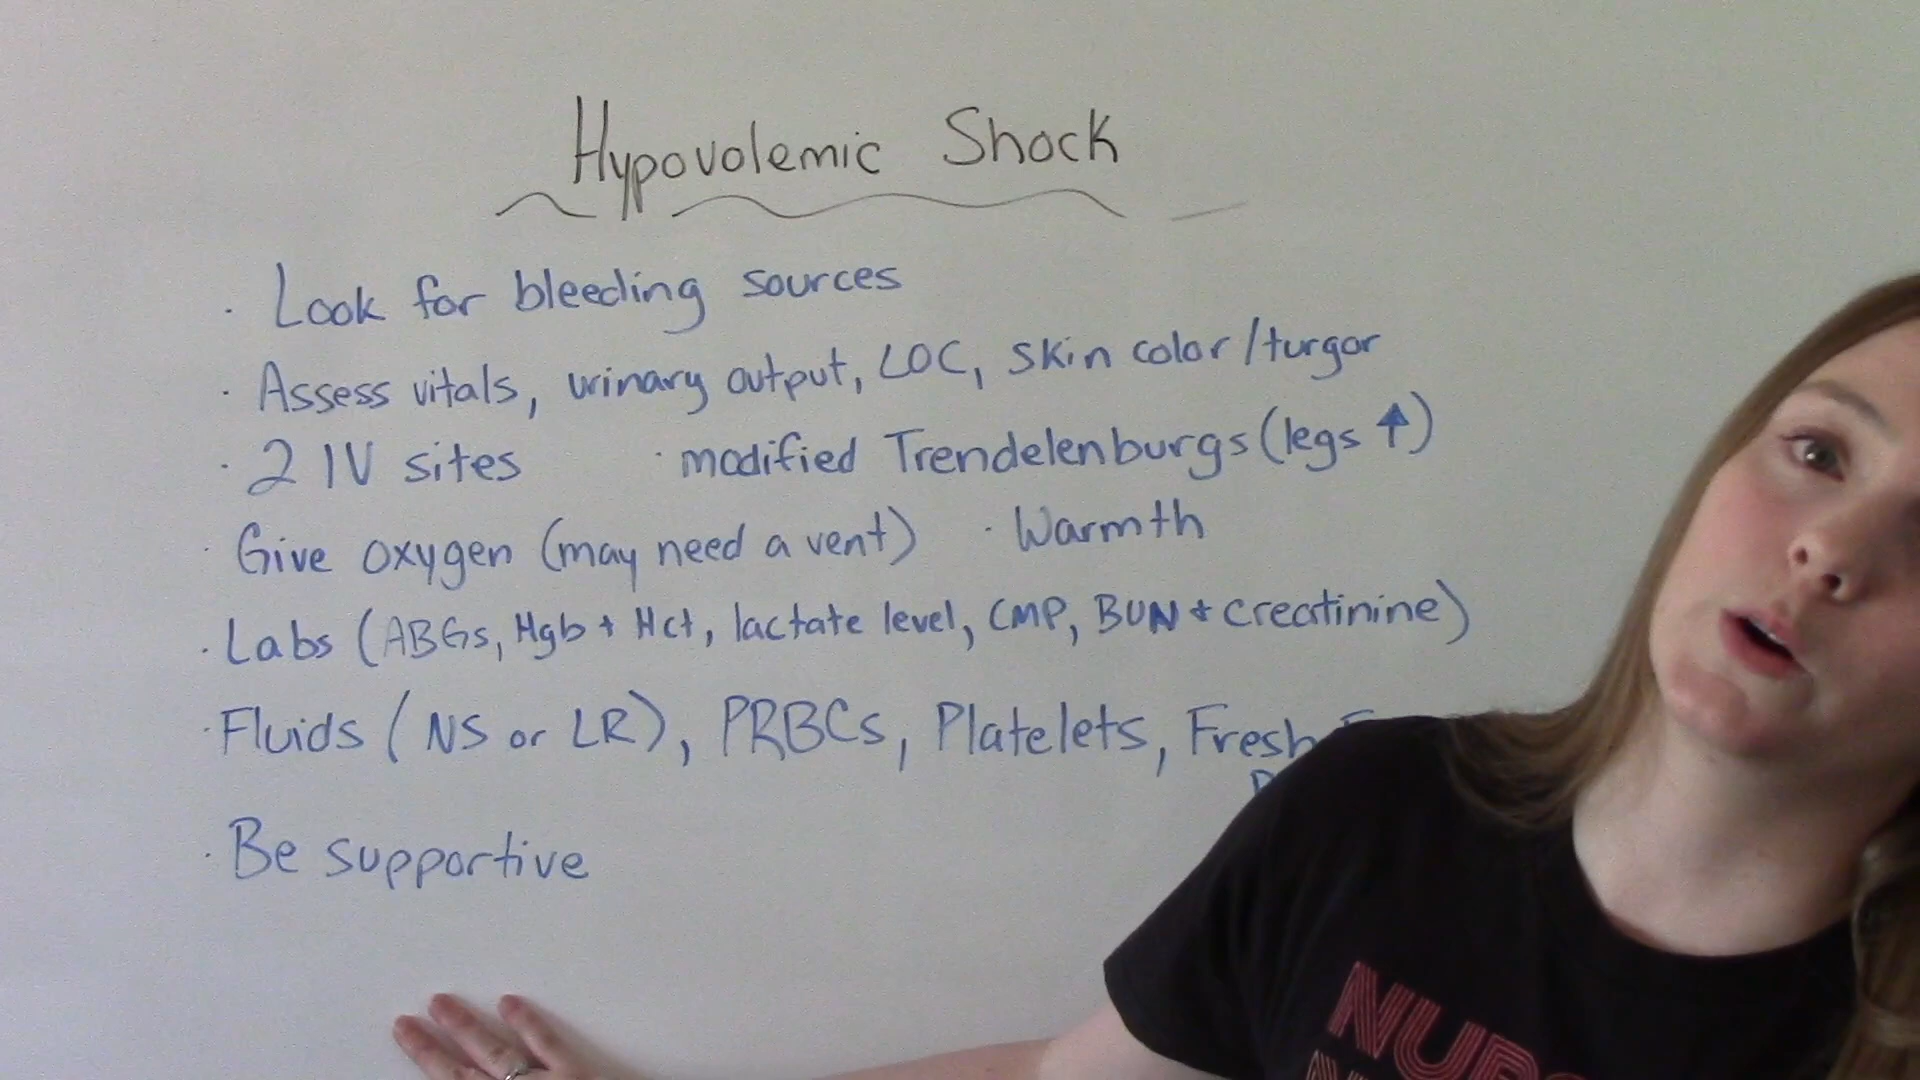 Hypovolemic Shock
· Look for bleeding sources
· Assess vitals, urinary output, LOC, skin color/turgor
· 2 IV sites · modified Trendelenburgs (legs ↑)
· Give oxygen (may need a vent) · Warmth
· Labs (ABGs, Hgb + Hct, lactate level, CMP, BUN + creatinine)
· Fluids (NS or LR), PRBCs, Platelets, Fresh
· Be supportive